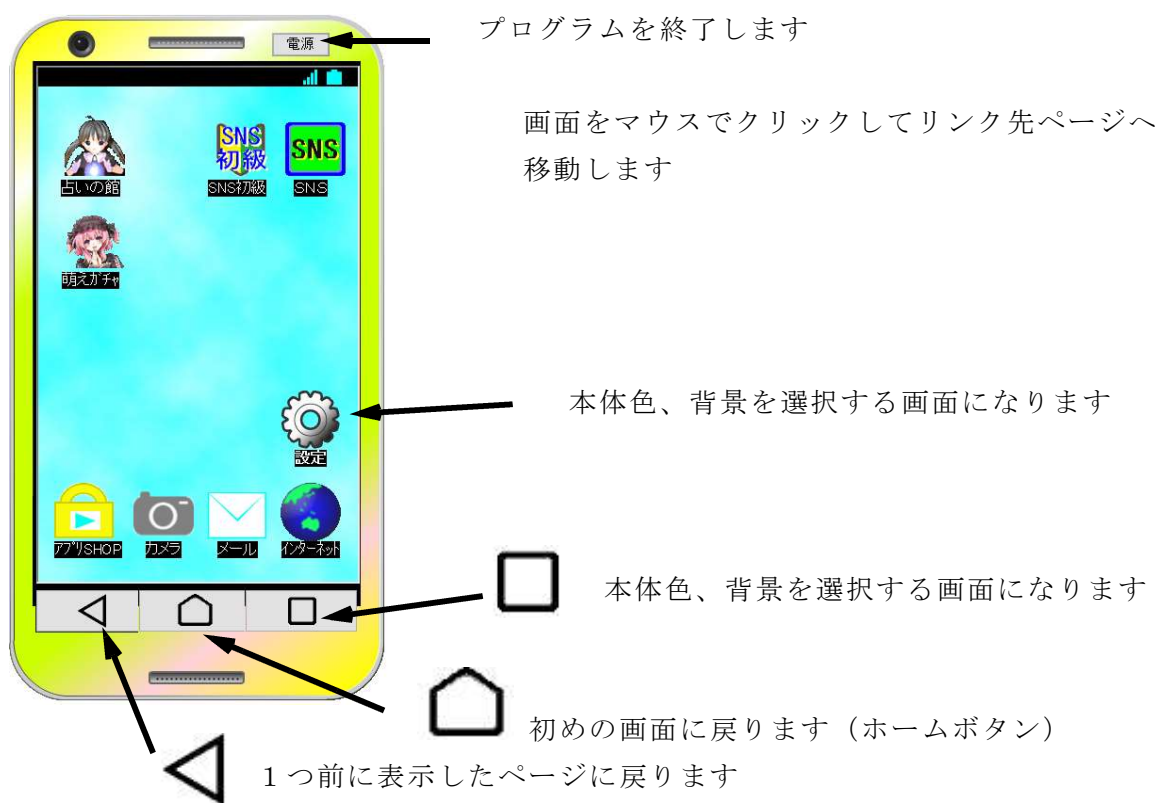 プログラムを終了します
電源
画面をマウスでクリックしてリンク先ページへ
移動します
SNS
初級
SNS
占いの館
SNS初級
SNS
萌えガチャ
本体色、背景を選択する画面になります
設定
アプリSHOP
カメラ
メール
インターネット
本体色、背景を選択する画面になります
初めの画面に戻ります（ホームボタン）
１つ前に表示したページに戻ります